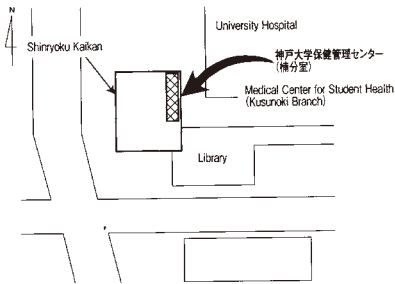 N
University Hospital
Shinryoku Kaikan
神戸大学保健管理センター
(楠分室)
Medical Center for Student Health
(Kusunoki Branch)
Library